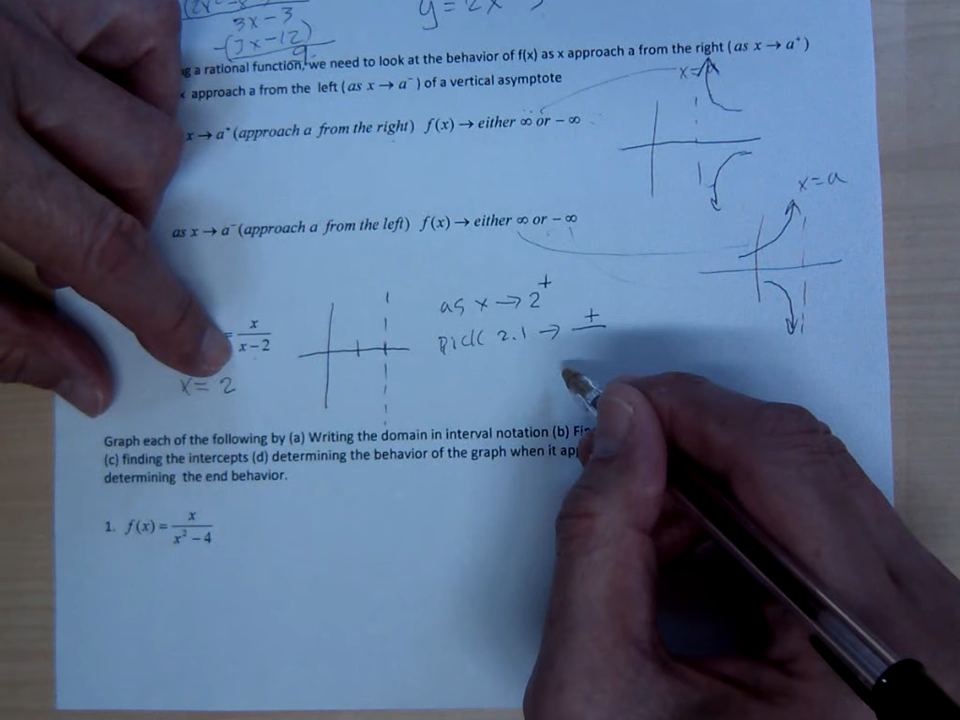 3x-3
-(3x-12)
9
y = 2x
a rational function, we need to look at the behavior of f(x) as x approach a from the right ( as x → a⁺ )
approach a from the left ( as x → a⁻ ) of a vertical asymptote
x=a
x → a⁺ (approach a from the right) f(x) → either ∞ or − ∞
x=a
as x → a⁻ (approach a from the left) f(x) → either ∞ or − ∞
as x → 2⁺
= x/(x−2)
pick 2.1 → +
x = 2
Graph each of the following by (a) Writing the domain in interval notation (b)
(c) finding the intercepts (d) determining the behavior of the graph when it
determining the end behavior.
1. f(x) = x/(x² − 4)